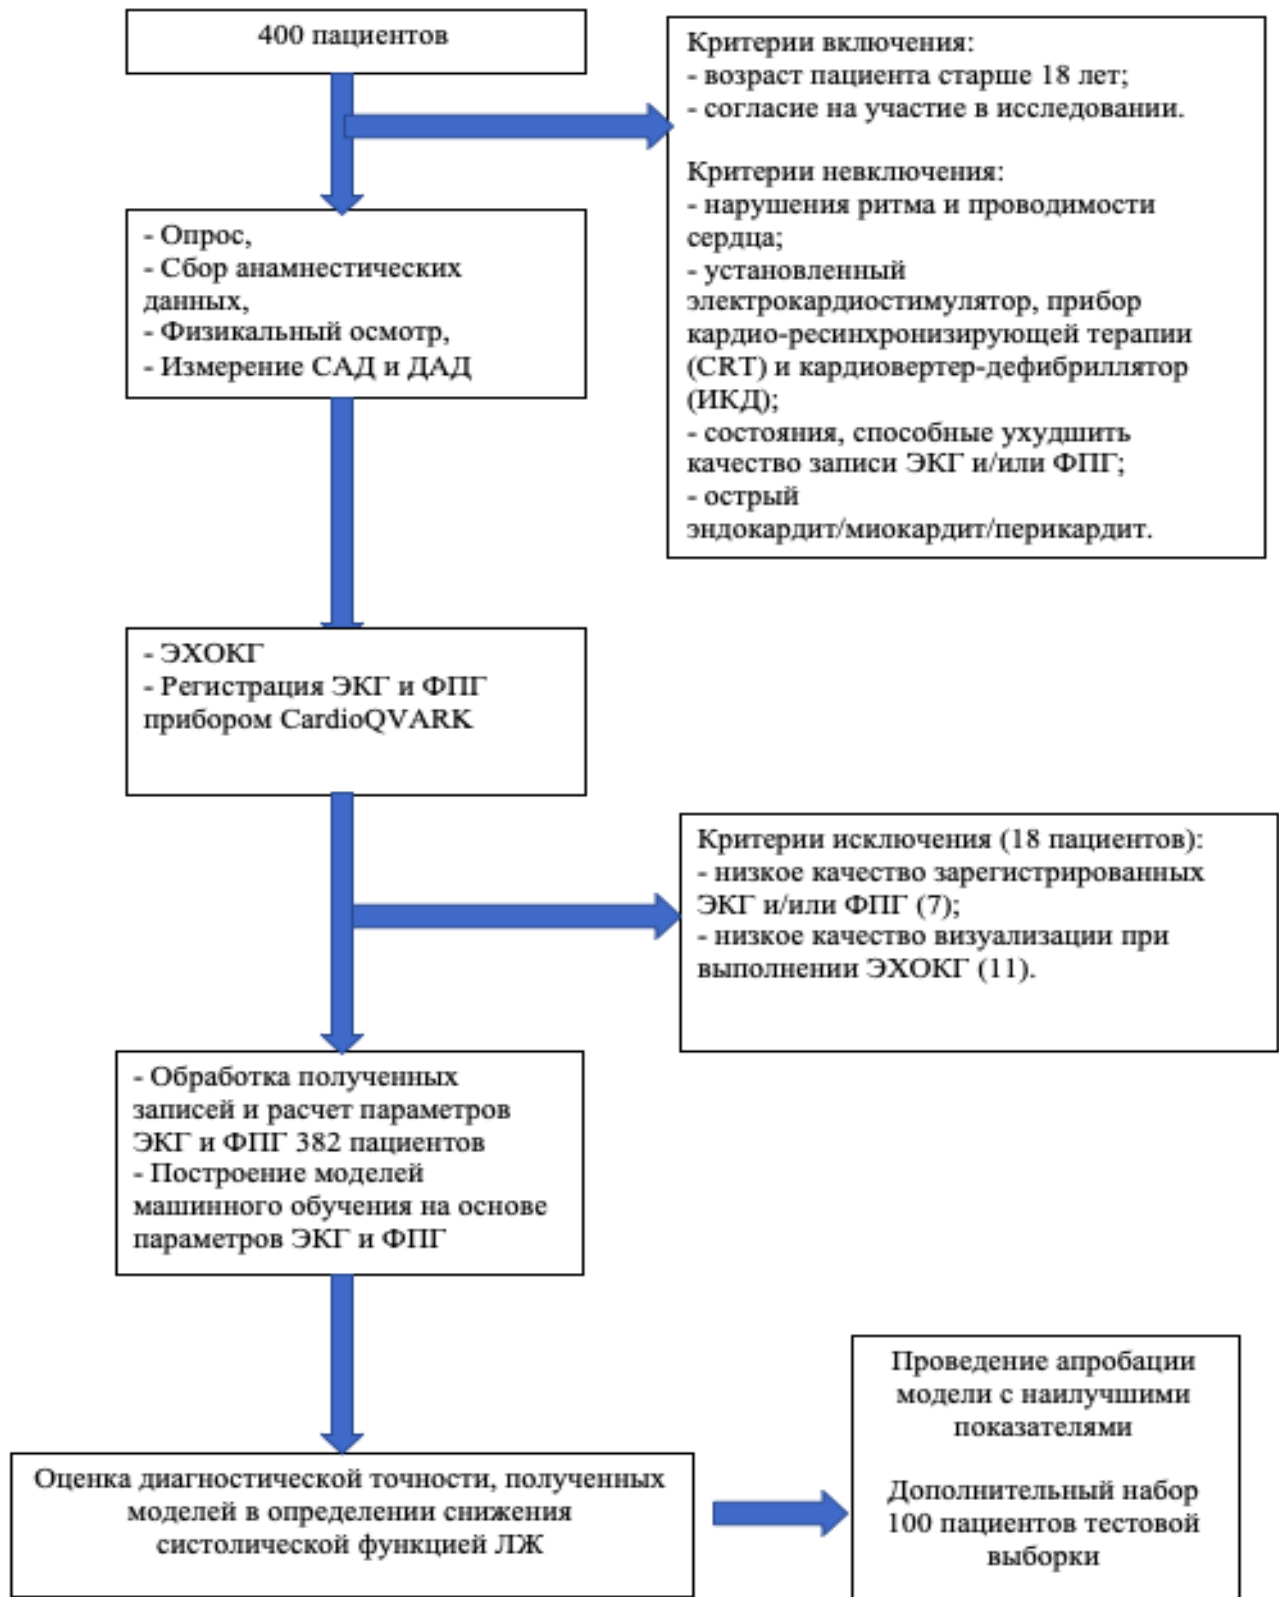 400 пациентов
Критерии включения:
- возраст пациента старше 18 лет;
- согласие на участие в исследовании.
Критерии невключения:
- нарушения ритма и проводимости
сердца;
- установленный
электрокардиостимулятор, прибор
кардио-ресинхронизирующей терапии
(CRT) и кардиовертер-дефибриллятор
(ИКД);
- состояния, способные ухудшить
качество записи ЭКГ и/или ФПГ;
- острый
эндокардит/миокардит/перикардит.
- Опрос,
- Сбор анамнестических
данных,
- Физикальный осмотр,
- Измерение САД и ДАД
- ЭХОКГ
- Регистрация ЭКГ и ФПГ
прибором CardioQVARK
Критерии исключения (18 пациентов):
- низкое качество зарегистрированных
ЭКГ и/или ФПГ (7);
- низкое качество визуализации при
выполнении ЭХОКГ (11).
- Обработка полученных
записей и расчет параметров
ЭКГ и ФПГ 382 пациентов
- Построение моделей
машинного обучения на основе
параметров ЭКГ и ФПГ
Оценка диагностической точности, полученных
моделей в определении снижения
систолической функцией ЛЖ
Проведение апробации
модели с наилучшими
показателями
Дополнительный набор
100 пациентов тестовой
выборки